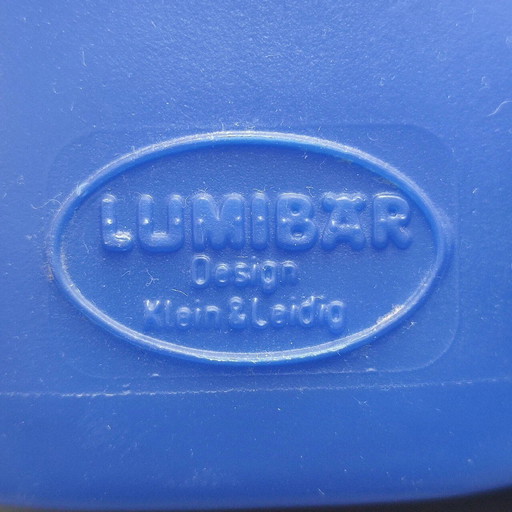 LUMIBÄR
Design
Klein & Leidig